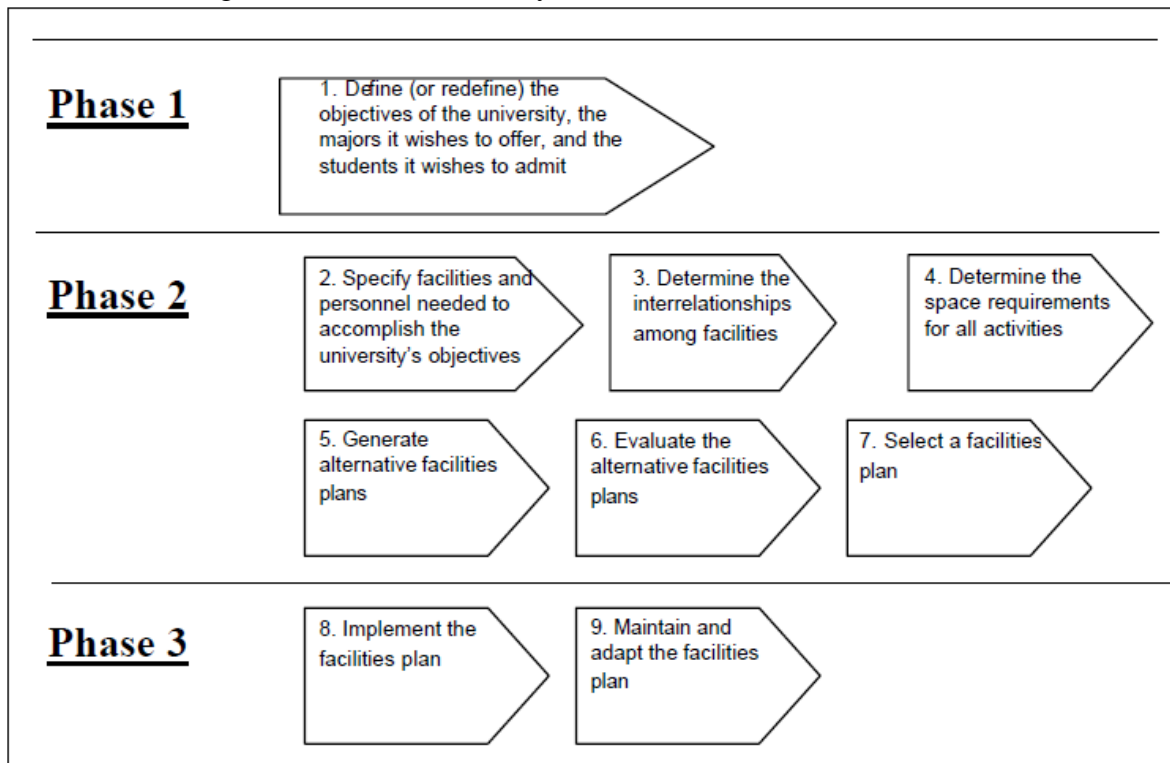 Phase 1
1. Define (or redefine) the
objectives of the university, the
majors it wishes to offer, and the
students it wishes to admit
Phase 2
2. Specify facilities and
personnel needed to
accomplish the
university's objectives
3. Determine the
interrelationships
among facilities
4. Determine the
space requirements
for all activities
5. Generate
alternative facilities
plans
6. Evaluate the
alternative facilities
plans
7. Select a facilities
plan
Phase 3
8. Implement the
facilities plan
9. Maintain and
adapt the facilities
plan